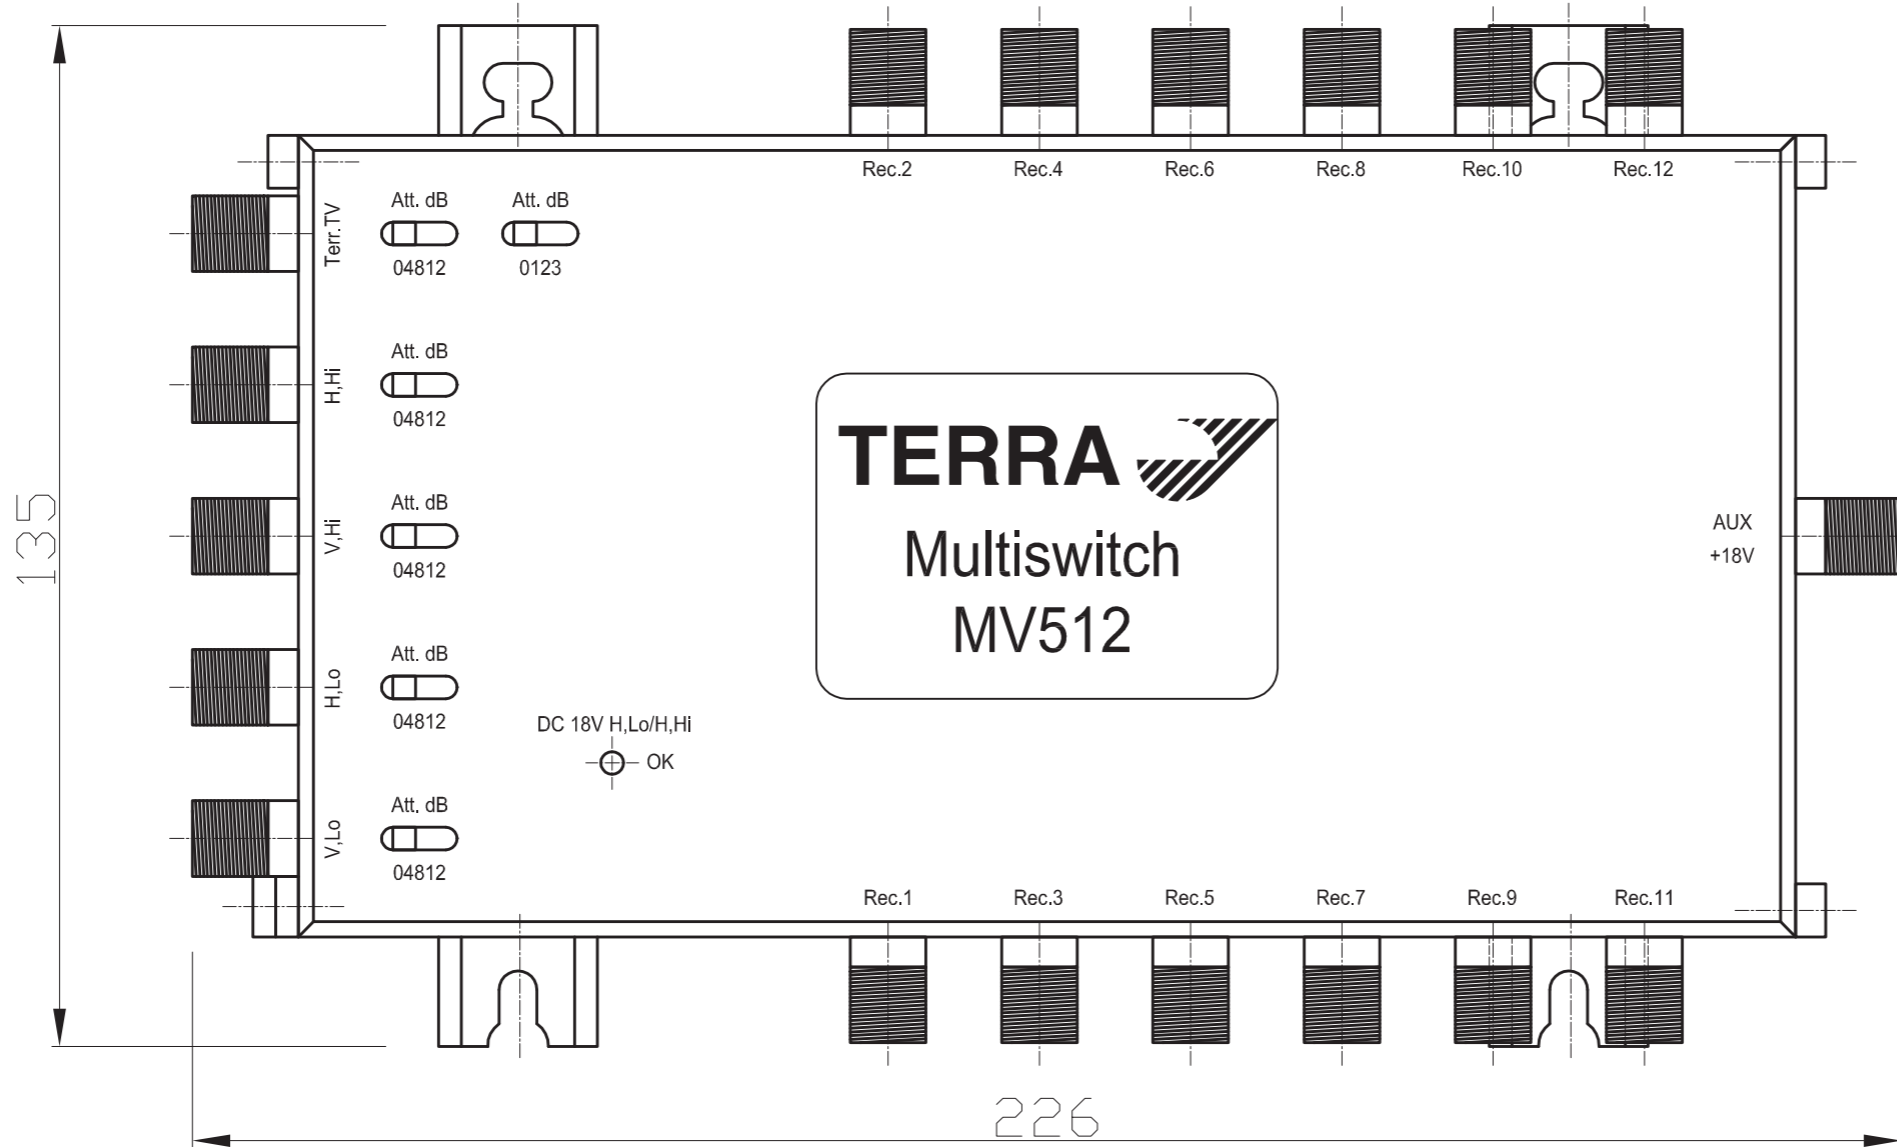 Rec.2 Rec.4 Rec.6 Rec.8 Rec.10 Rec.12
Terr.TV
Att. dB Att. dB
04812 0123
H,Hi
Att. dB
04812
V,Hi
Att. dB
04812
H,Lo
Att. dB
04812
V,Lo
Att. dB
04812
DC 18V H,Lo/H,Hi
OK
TERRA
Multiswitch
MV512
AUX
+18V
Rec.1 Rec.3 Rec.5 Rec.7 Rec.9 Rec.11
135
226